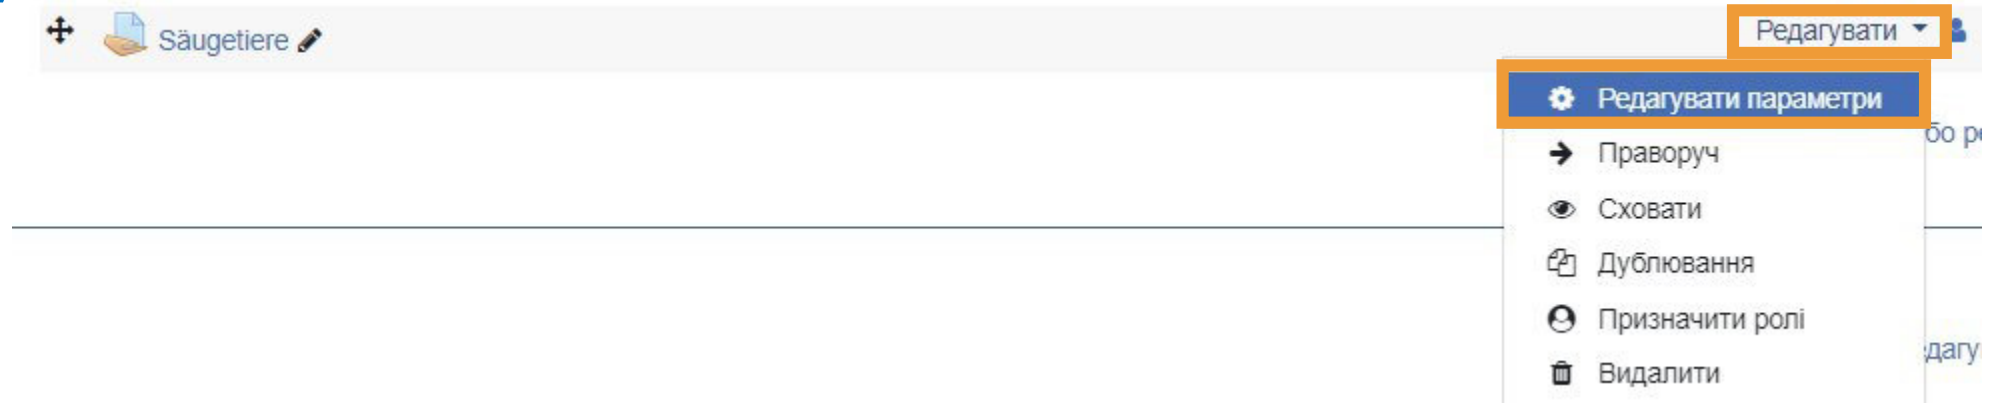 Säugetiere
Редагувати
Редагувати параметри
Праворуч
Сховати
Дублювання
Призначити ролі
Видалити